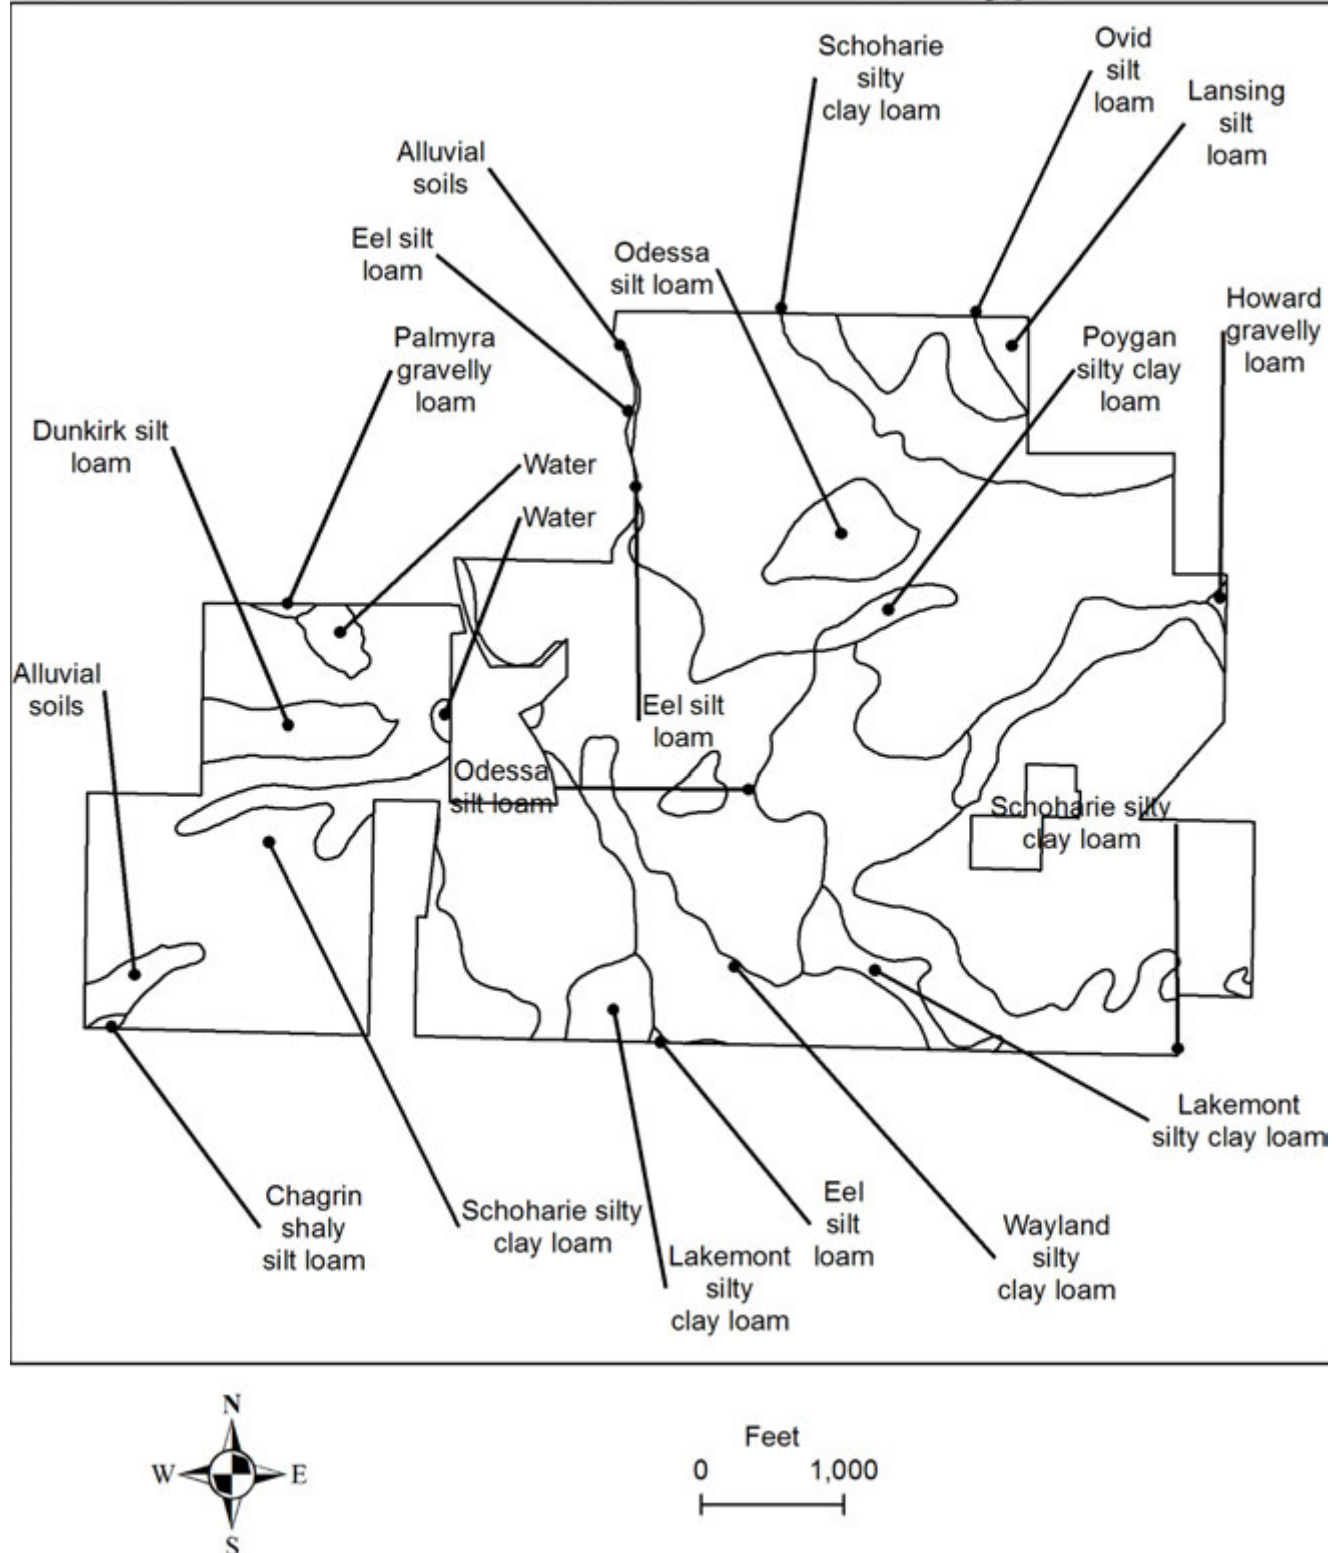 Schoharie
silty
clay loam
Ovid
silt
loam
Lansing
silt
loam
Alluvial
soils
Eel silt
loam
Odessa
silt loam
Howard
gravelly
loam
Palmyra
gravelly
loam
Poygan
silty clay
loam
Dunkirk silt
loam
Water
Water
Alluvial
soils
Eel silt
loam
Odessa
silt loam
Schoharie silty
clay loam
Lakemont
silty clay loam
Chagrin
shaly
silt loam
Schoharie silty
clay loam
Eel
silt
loam
Wayland
silty
clay loam
Lakemont
silty
clay loam
N
W E
S
Feet
0 1,000